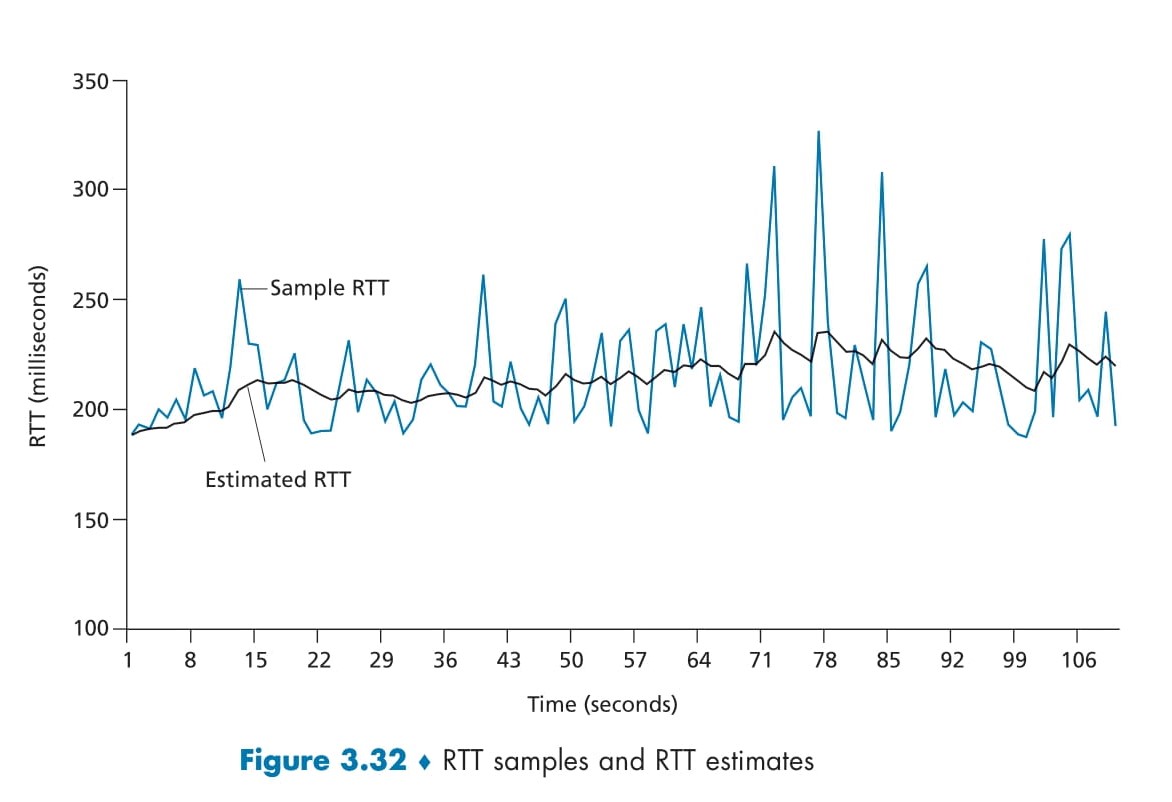 350
300
250
200
150
100
RTT (milliseconds)
Sample RTT
Estimated RTT
1 8 15 22 29 36 43 50 57 64 71 78 85 92 99 106
Time (seconds)
Figure 3.32 ♦ RTT samples and RTT estimates